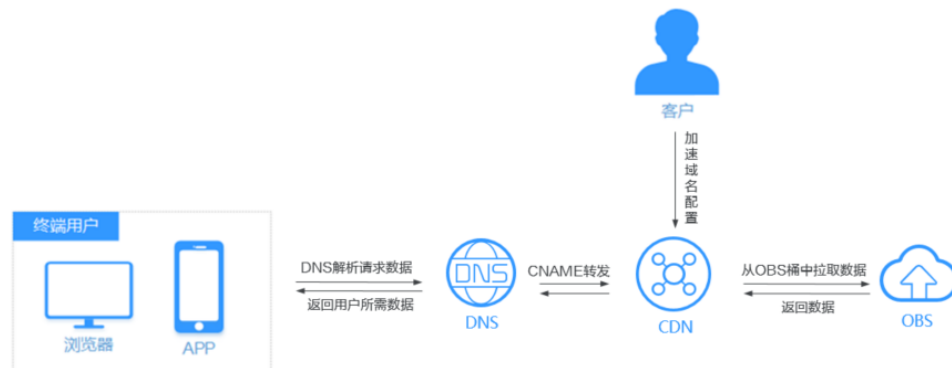 客户
加速域名配置
终端用户
浏览器
APP
DNS解析请求数据
返回用户所需数据
DNS
DNS
CNAME转发
CDN
从OBS桶中拉取数据
返回数据
OBS